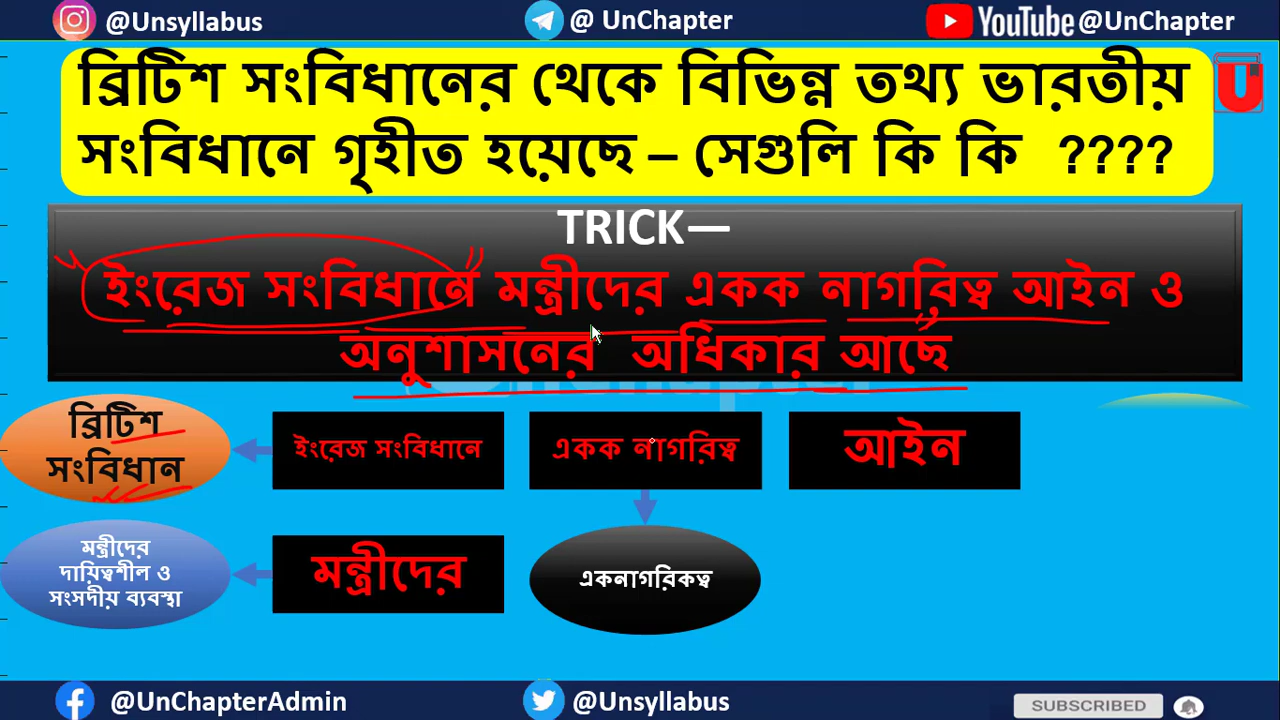 @Unsyllabus
@ UnChapter
YouTube @UnChapter
ব্রিটিশ সংবিধানের থেকে বিভিন্ন তথ্য ভারতীয়
সংবিধানে গৃহীত হয়েছে – সেগুলি কি কি ????
U
TRICK—
ইংরেজ সংবিধানে মন্ত্রীদের একক নাগরিত্ব আইন ও
অনুশাসনের অধিকার আছে
ব্রিটিশ
সংবিধান
ইংরেজ সংবিধানে
একক নাগরিত্ব
আইন
মন্ত্রীদের
দায়িত্বশীল ও
সংসদীয় ব্যবস্থা
মন্ত্রীদের
একনাগরিকত্ব
@UnChapterAdmin
@Unsyllabus
SUBSCRIBED